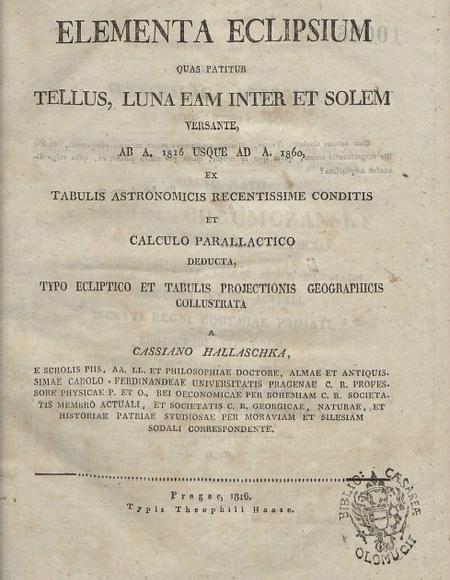 ELEMENTA ECLIPSIUM
QUAS PATITUR
TELLUS, LUNA EAM INTER ET SOLEM
VERSANTE,
AB A. 1816 USQUE AD A. 1860,
EX
TABULIS ASTRONOMICIS RECENTISSIME CONDITIS
ET
CALCULO PARALLACTICO
DEDUCTA,
TYPO ECLIPTICO ET TABULIS PROJECTIONIS GEOGRAPHICIS
COLLUSTRATA
A
CASSIANO HALLASCHKA,
E SCHOLIS PIIS, AA. LL. ET PHILOSOPHIAE DOCTORE, ALMAE ET ANTIQUIS-
SIMAE CAROLO-FERDINANDEAE UNIVERSITATIS PRAGENAE C. R. PROFES-
SORE PHYSICAE P. ET O., REI OECONOMICAE PER BOHEMIAM C. R. SOCIETA-
TIS MEMBRO ACTUALI, ET SOCIETATIS C. R. GEORGICAE, NATURAE, ET
HISTORIAE PATRIAE STUDIOSAE PER MORAVIAM ET SILESIAM
SODALI CORRESPONDENTE.
Pragae, 1816.
Typis Theophili Haase.
BIBLIO: CÆSAREÆ
OLOMUCII